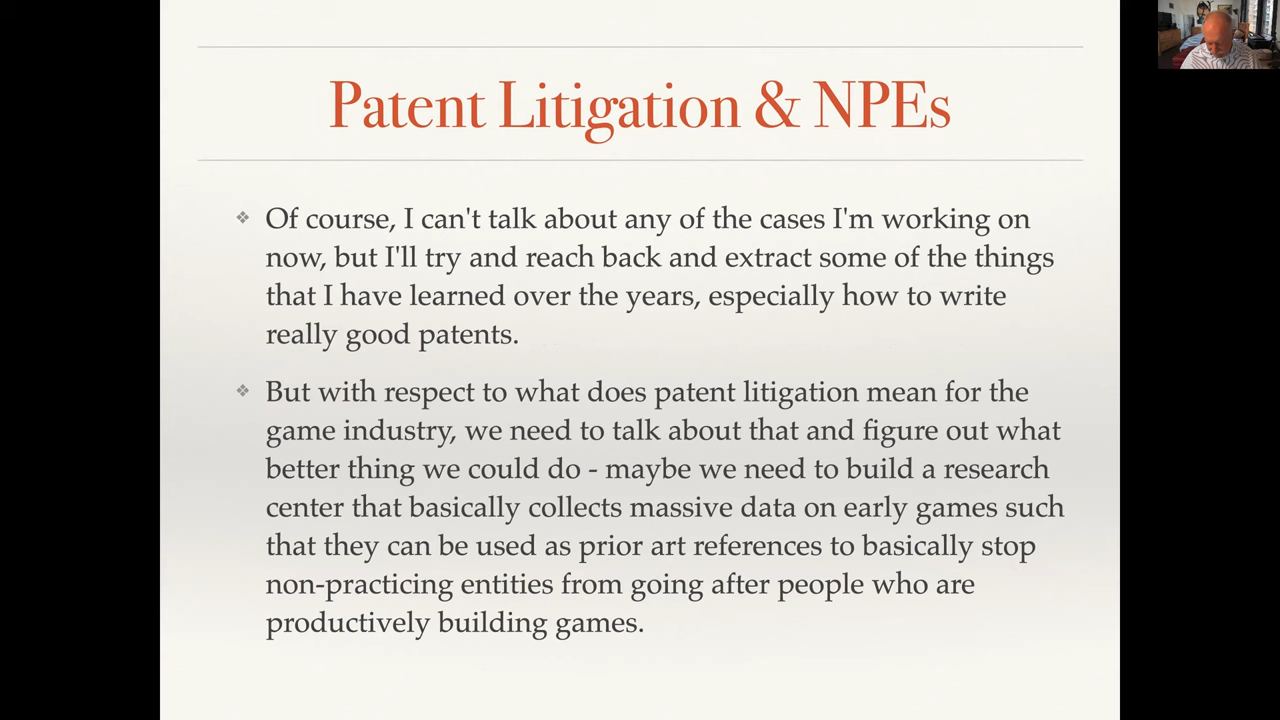 Patent Litigation & NPEs
Of course, I can't talk about any of the cases I'm working on
now, but I'll try and reach back and extract some of the things
that I have learned over the years, especially how to write
really good patents.
But with respect to what does patent litigation mean for the
game industry, we need to talk about that and figure out what
better thing we could do - maybe we need to build a research
center that basically collects massive data on early games such
that they can be used as prior art references to basically stop
non-practicing entities from going after people who are
productively building games.